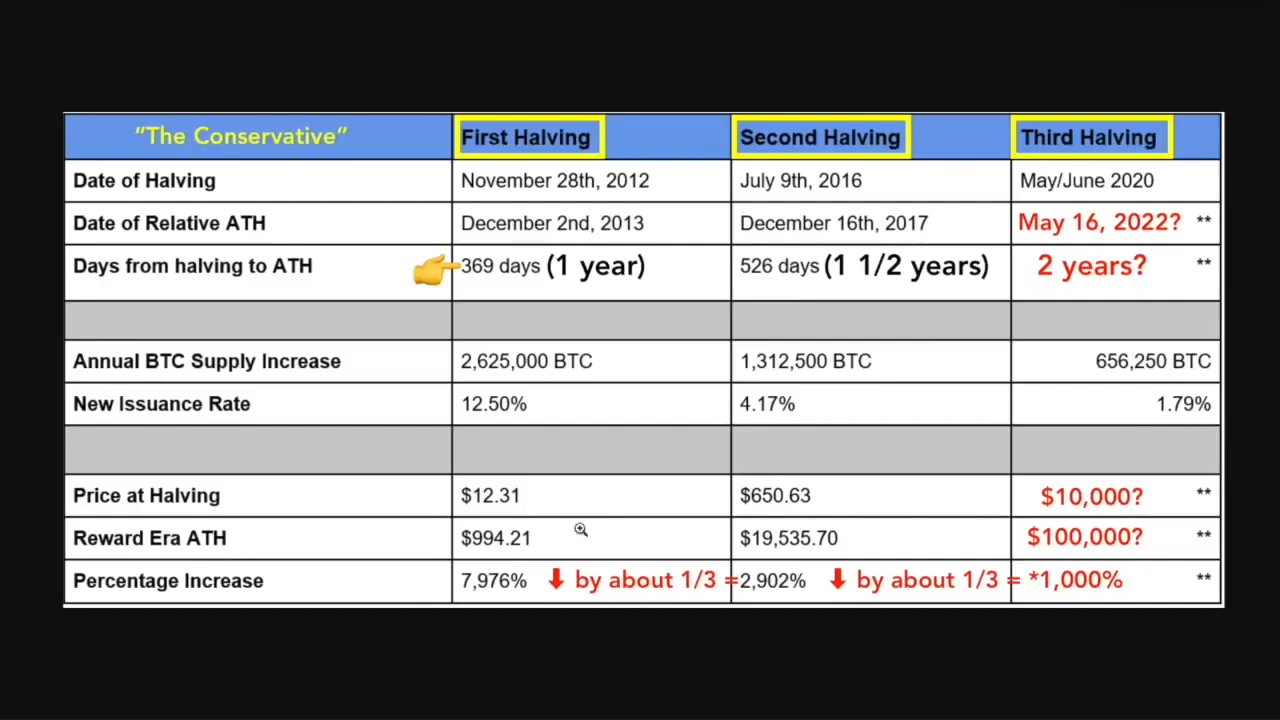 "The Conservative" First Halving Second Halving Third Halving
Date of Halving November 28th, 2012 July 9th, 2016 May/June 2020
Date of Relative ATH December 2nd, 2013 December 16th, 2017 May 16, 2022? **
Days from halving to ATH 369 days (1 year) 526 days (1 1/2 years) 2 years? **
Annual BTC Supply Increase 2,625,000 BTC 1,312,500 BTC 656,250 BTC
New Issuance Rate 12.50% 4.17% 1.79%
Price at Halving $12.31 $650.63 $10,000? **
Reward Era ATH $994.21 $19,535.70 $100,000? **
Percentage Increase 7,976% ⬇ by about 1/3 = 2,902% ⬇ by about 1/3 = *1,000% **